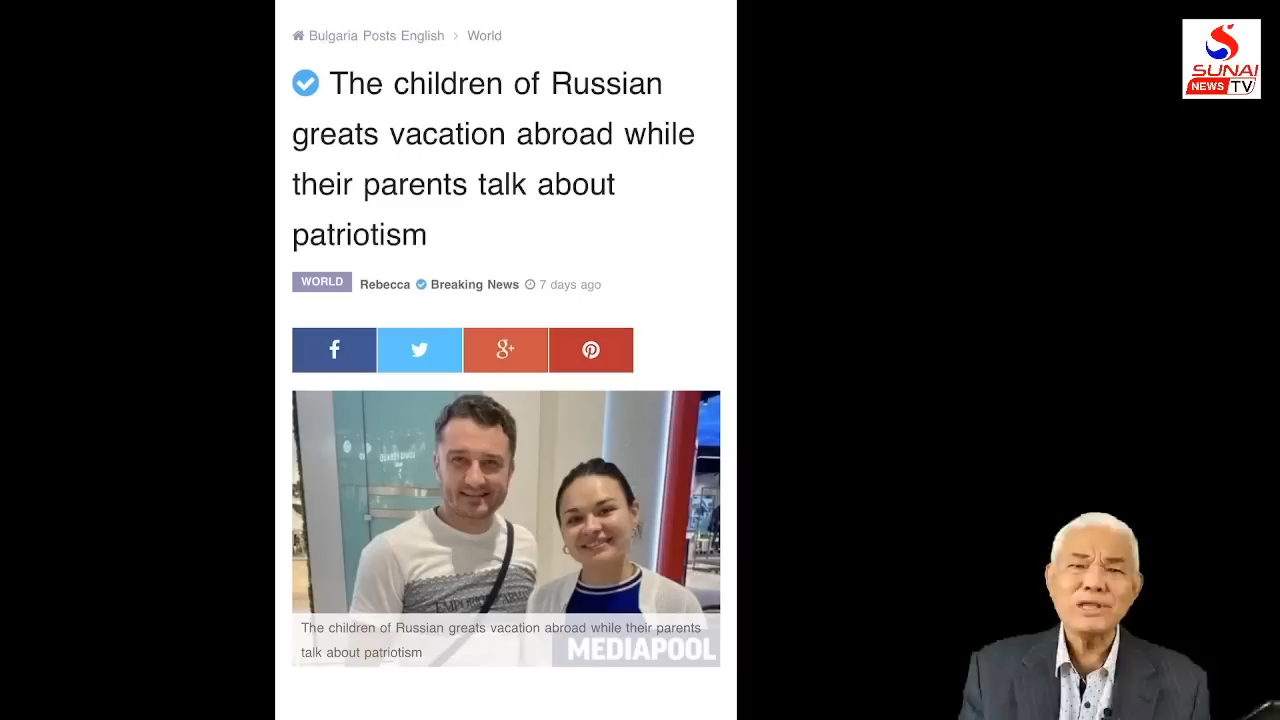 Bulgaria Posts English > World
The children of Russian
greats vacation abroad while
their parents talk about
patriotism
WORLD Rebecca Breaking News 7 days ago
f g+
EMPORIO ARMANI
The children of Russian greats vacation abroad while their parents
talk about patriotism
MEDIAPOOL
SUNAI
NEWS TV